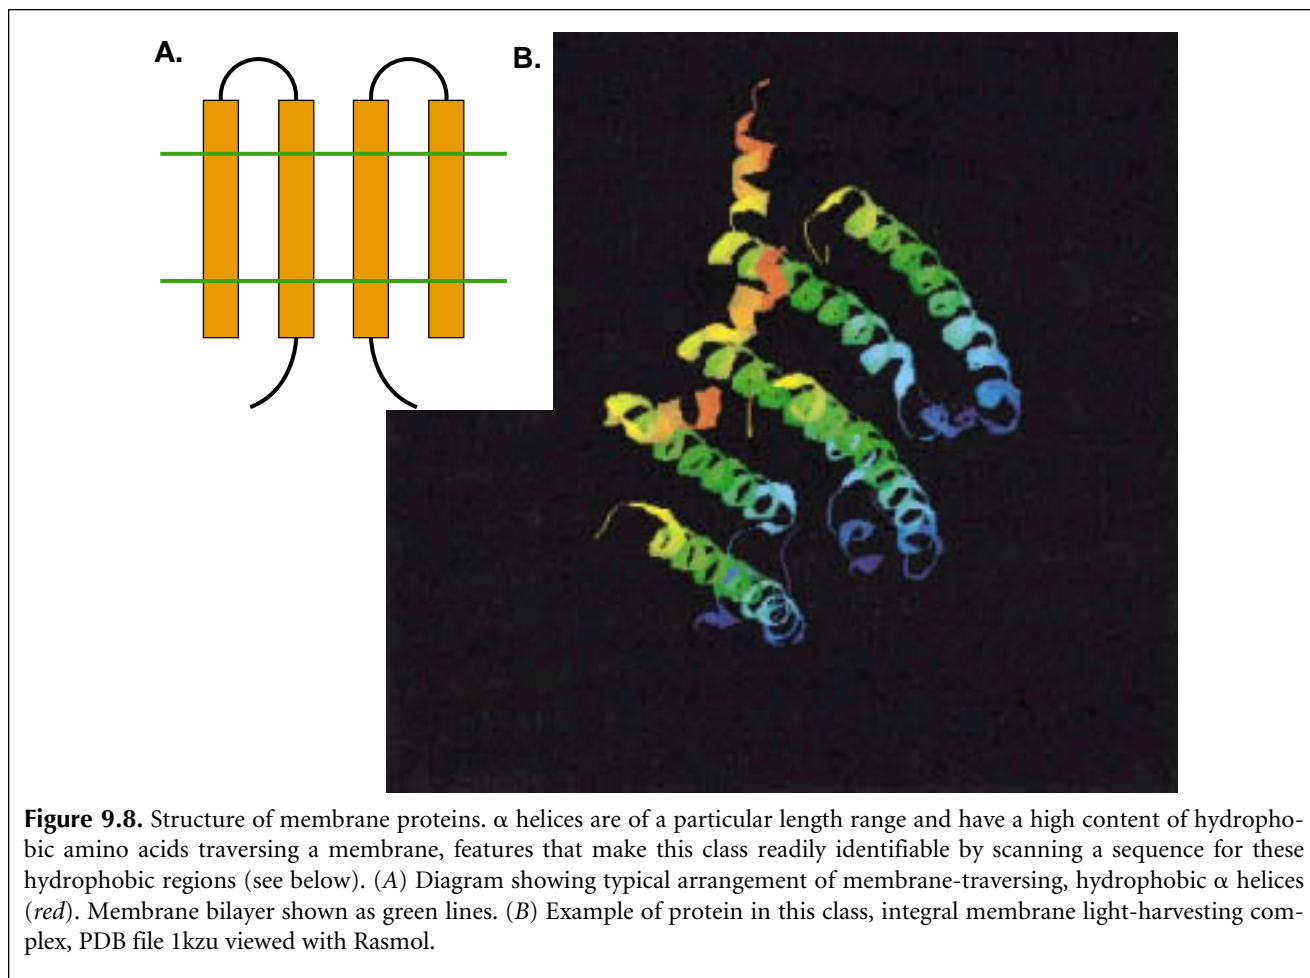 A.
B.
Figure 9.8. Structure of membrane proteins. α helices are of a particular length range and have a high content of hydropho-
bic amino acids traversing a membrane, features that make this class readily identifiable by scanning a sequence for these
hydrophobic regions (see below). (A) Diagram showing typical arrangement of membrane-traversing, hydrophobic α helices
(red). Membrane bilayer shown as green lines. (B) Example of protein in this class, integral membrane light-harvesting com-
plex, PDB file 1kzu viewed with Rasmol.